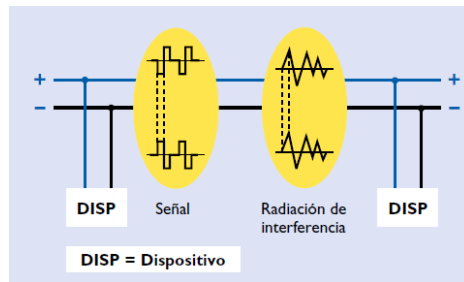 + +
− −
DISP Señal Radiación de interferencia DISP
DISP = Dispositivo